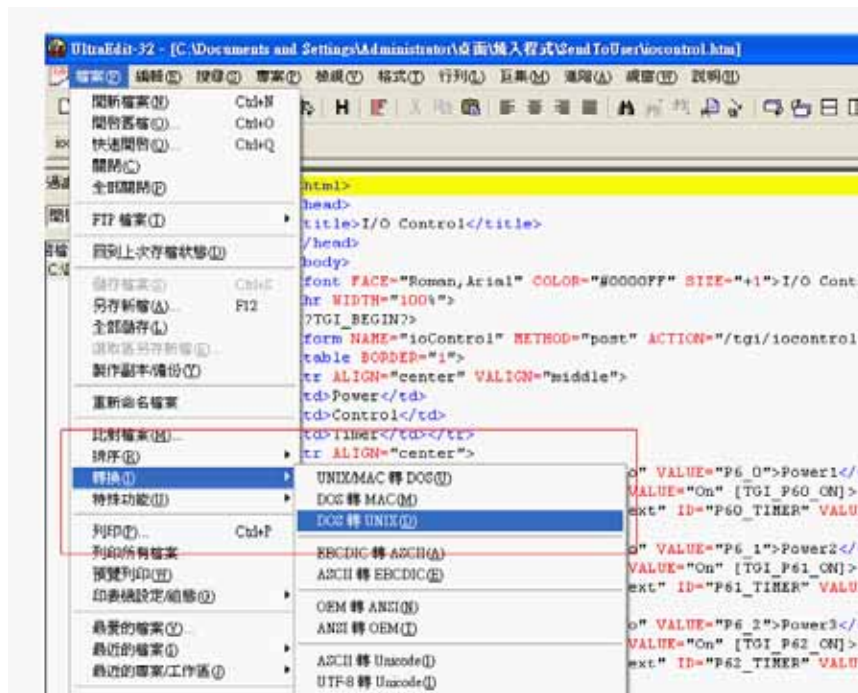 UltraEdit-32 - [C:\Documents and Settings\Administrator\桌面\燒入程式\SendToUser\iocontrol.htm]
檔案(F) 編輯(E) 搜尋(S) 專案(P) 檢視(V) 格式(T) 行列(L) 巨集(M) 進階(A) 視窗(W) 說明(H)
開新檔案(N) Ctrl+N
開啓舊檔(O)... Ctrl+O
快速開啓(Q)... Ctrl+Q
關閉(C)
全部關閉(P)
FTP 檔案(T)
回到上次存檔狀態(D)
儲存檔案(S) Ctrl+S
另存新檔(A)... F12
全部儲存(L)
選取區另存新檔(E)...
製作副本/備份(Y)
重新命名檔案
比對檔案(M)...
排序(R)
轉換(I)
特殊功能(U)
列印(P)... Ctrl+P
列印所有檔案
預覽列印(W)
印表機設定/組態(G)
最愛的檔案(Y)...
最近的檔案(I)
最近的專案/工作區(J)
UNIX/MAC 轉 DOS(U)
DOS 轉 MAC(M)
DOS 轉 UNIX(D)
EBCDIC 轉 ASCII(A)
ASCII 轉 EBCDIC(E)
OEM 轉 ANSI(N)
ANSI 轉 OEM(T)
ASCII 轉 Unicode(I)
UTF-8 轉 Unicode(J)
html>
head>
title>I/O Control</title>
/head>
body>
font FACE="Roman,Arial" COLOR="#0000FF" SIZE="+1">I/O Cont
hr WIDTH="100%">
?TGI_BEGIN?>
form NAME="ioControl" METHOD="post" ACTION="/tgi/iocontrol
table BORDER="1">
tr ALIGN="center" VALIGN="middle">
td>Power</td>
td>Control</td>
td>Timer</td></tr>
tr ALIGN="center">
o" VALUE="P6_0">Power1</
VALUE="On" [TGI_P60_ON]>
ext" ID="P60_TIMER" VALU
o" VALUE="P6_1">Power2</
VALUE="On" [TGI_P61_ON]>
ext" ID="P61_TIMER" VALU
o" VALUE="P6_2">Power3</
VALUE="On" [TGI_P62_ON]>
ext" ID="P62_TIMER" VALU